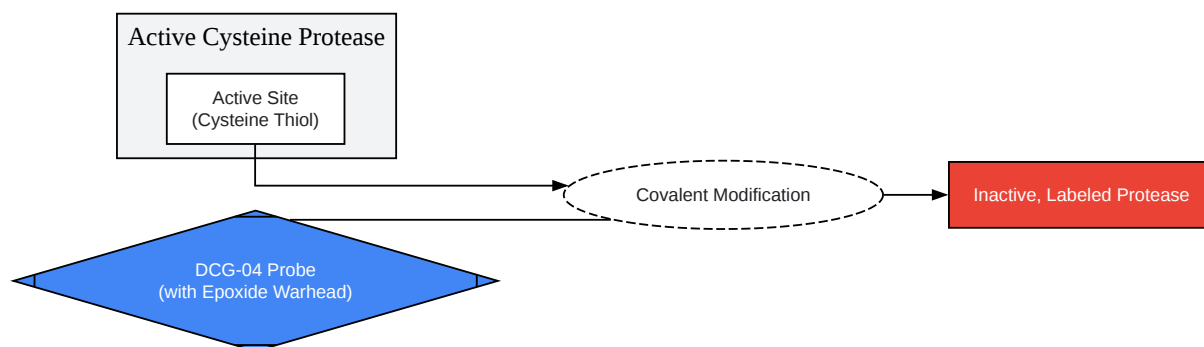 Active Cysteine Protease
Active Site
(Cysteine Thiol)
Covalent Modification
Inactive, Labeled Protease
DCG-04 Probe
(with Epoxide Warhead)